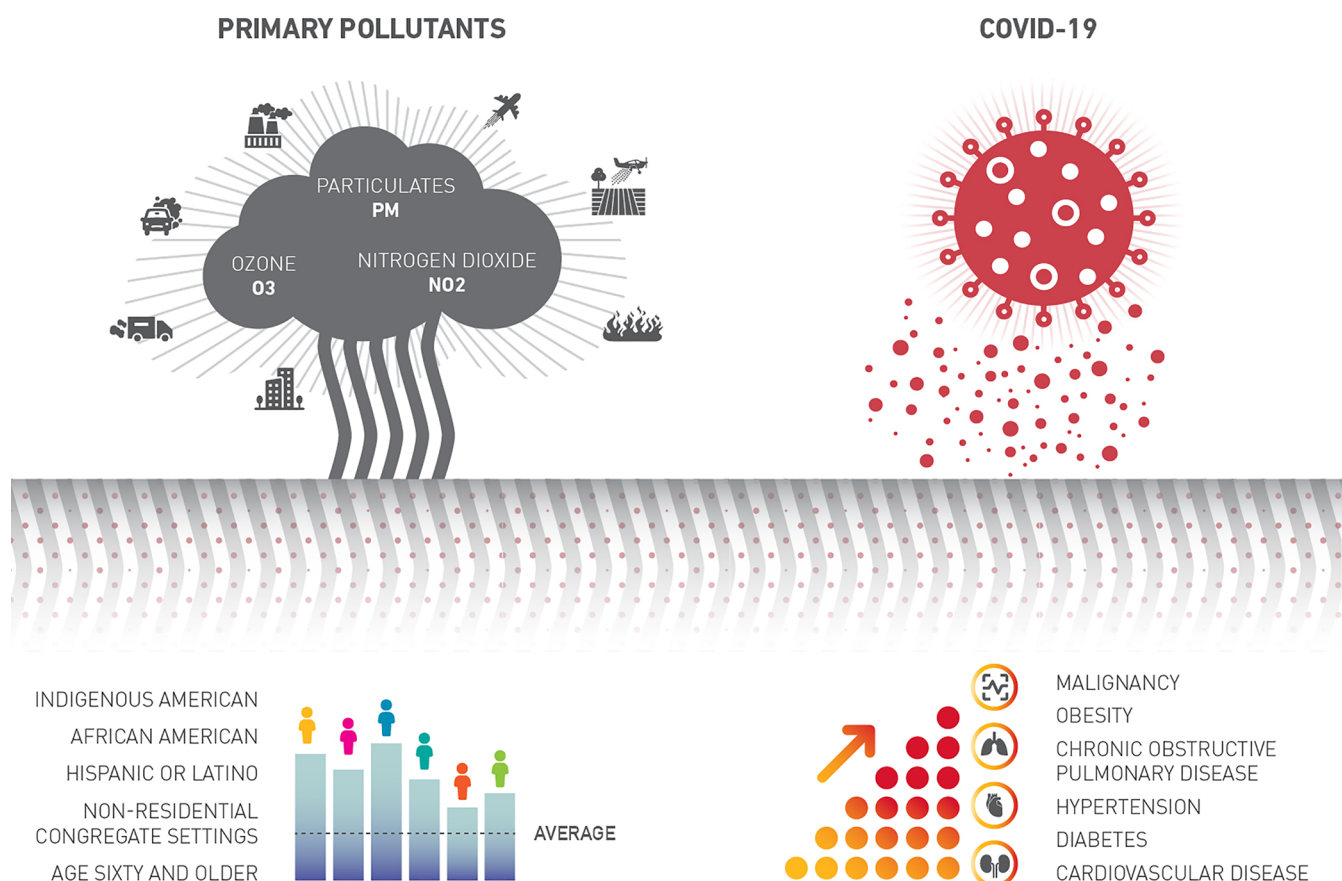 PRIMARY POLLUTANTS
COVID-19
PARTICULATES
PM
OZONE
O3
NITROGEN DIOXIDE
NO2
INDIGENOUS AMERICAN
AFRICAN AMERICAN
HISPANIC OR LATINO
NON-RESIDENTIAL
CONGREGATE SETTINGS
AGE SIXTY AND OLDER
AVERAGE
MALIGNANCY
OBESITY
CHRONIC OBSTRUCTIVE
PULMONARY DISEASE
HYPERTENSION
DIABETES
CARDIOVASCULAR DISEASE